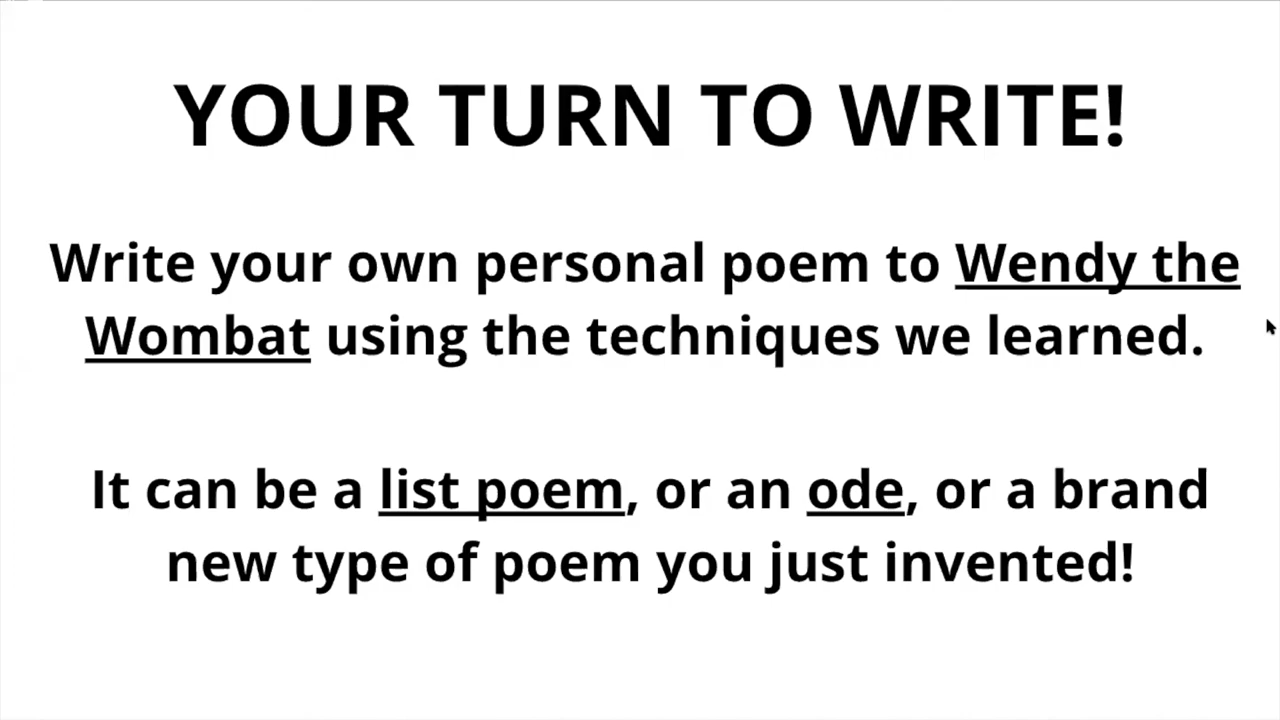 YOUR TURN TO WRITE!
Write your own personal poem to Wendy the
Wombat using the techniques we learned.
It can be a list poem, or an ode, or a brand
new type of poem you just invented!